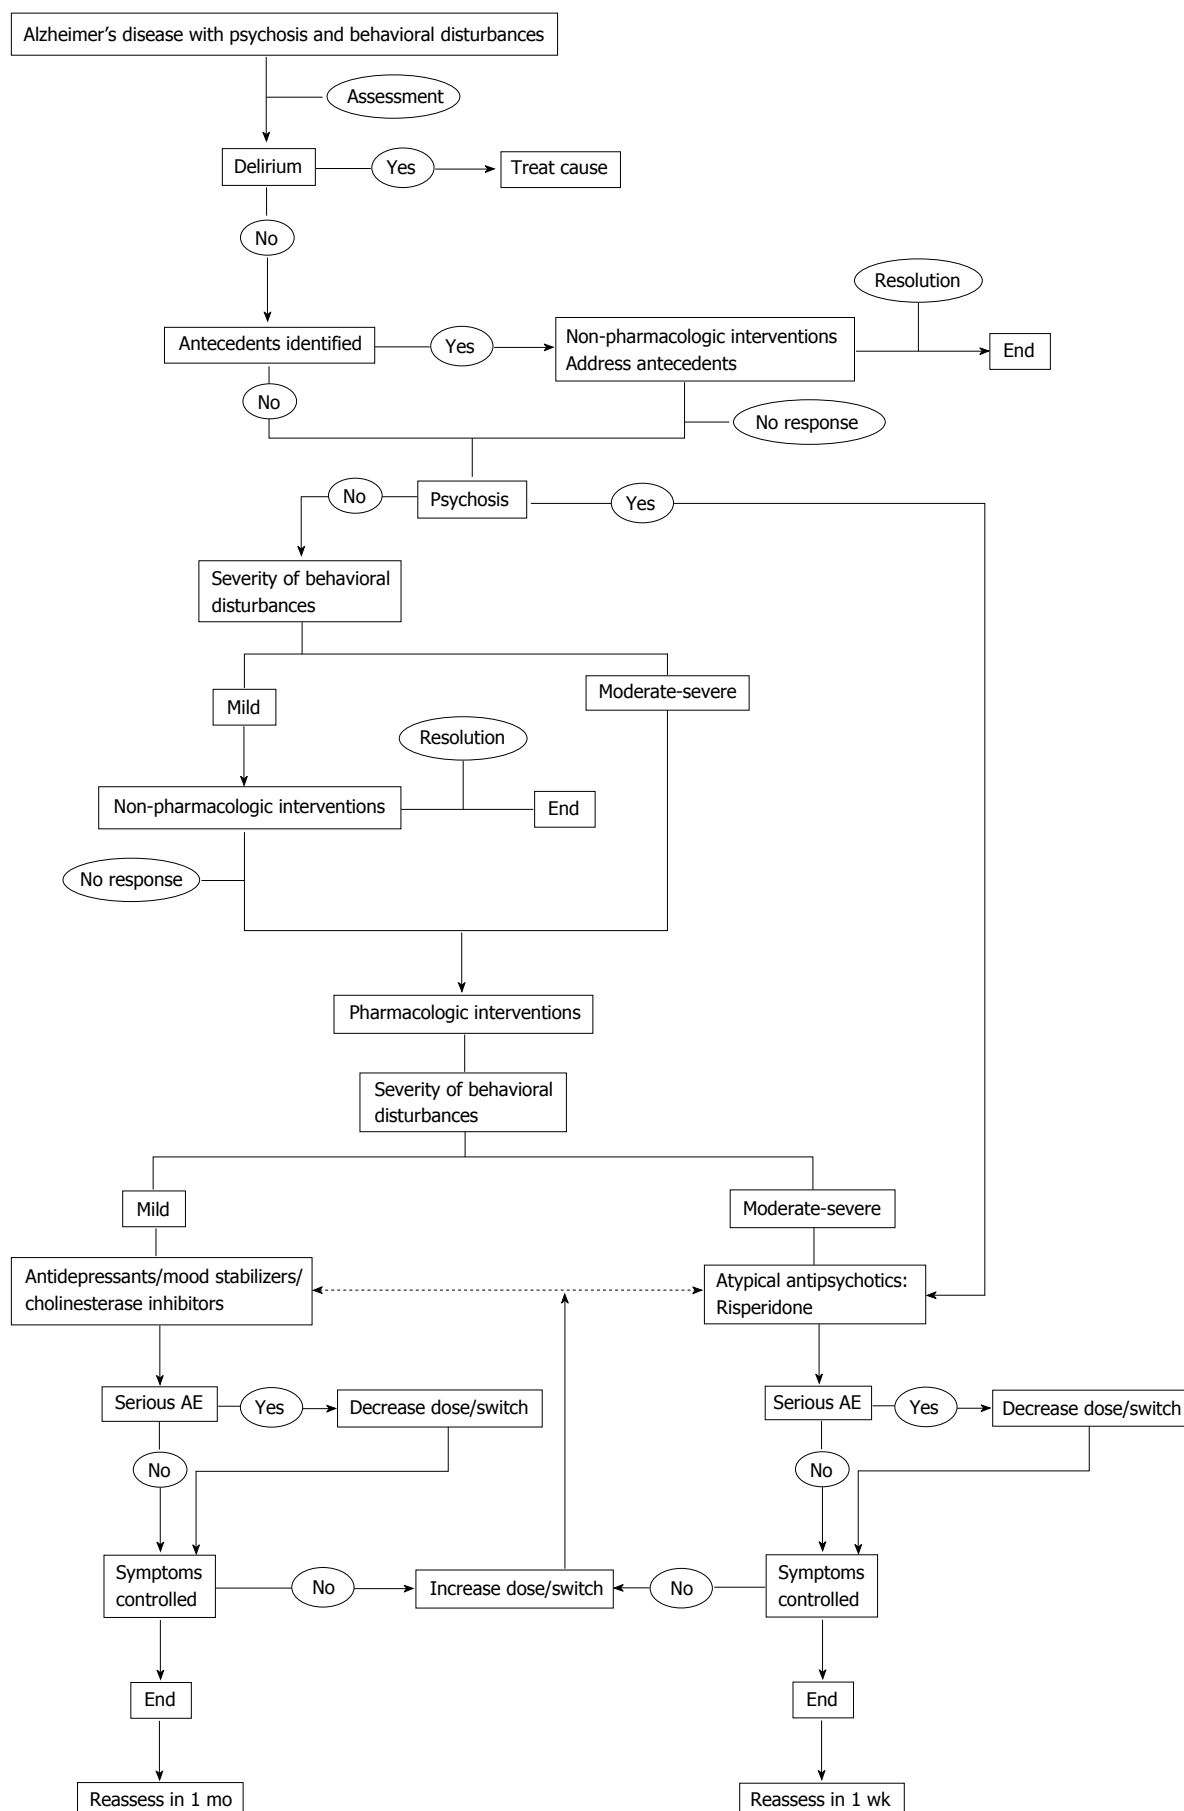 Alzheimer's disease with psychosis and behavioral disturbances
Assessment
Delirium
Yes
Treat cause
No
Resolution
Antecedents identified
Yes
Non-pharmacologic interventions
Address antecedents
End
No
No response
No
Psychosis
Yes
Severity of behavioral
disturbances
Mild
Moderate-severe
Resolution
Non-pharmacologic interventions
End
No response
Pharmacologic interventions
Severity of behavioral
disturbances
Mild
Moderate-severe
Antidepressants/mood stabilizers/
cholinesterase inhibitors
Atypical antipsychotics:
Risperidone
Serious AE
Yes
Decrease dose/switch
Serious AE
Yes
Decrease dose/switch
No
No
Symptoms
controlled
No
Increase dose/switch
No
Symptoms
controlled
End
End
Reassess in 1 mo
Reassess in 1 wk